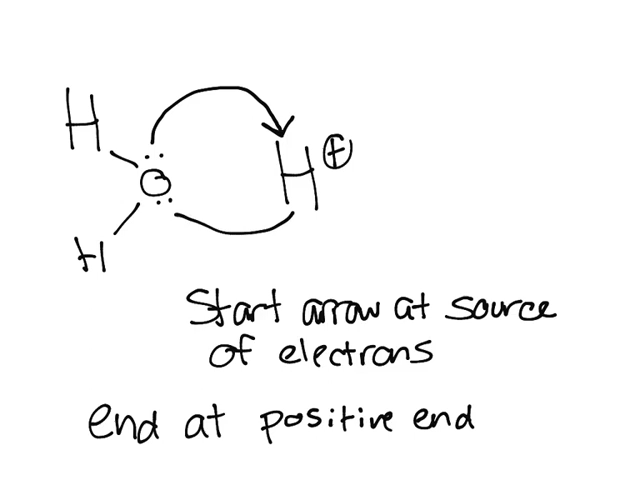 H
H ⊕
O
H
Start arrow at source
of electrons
end at positive end